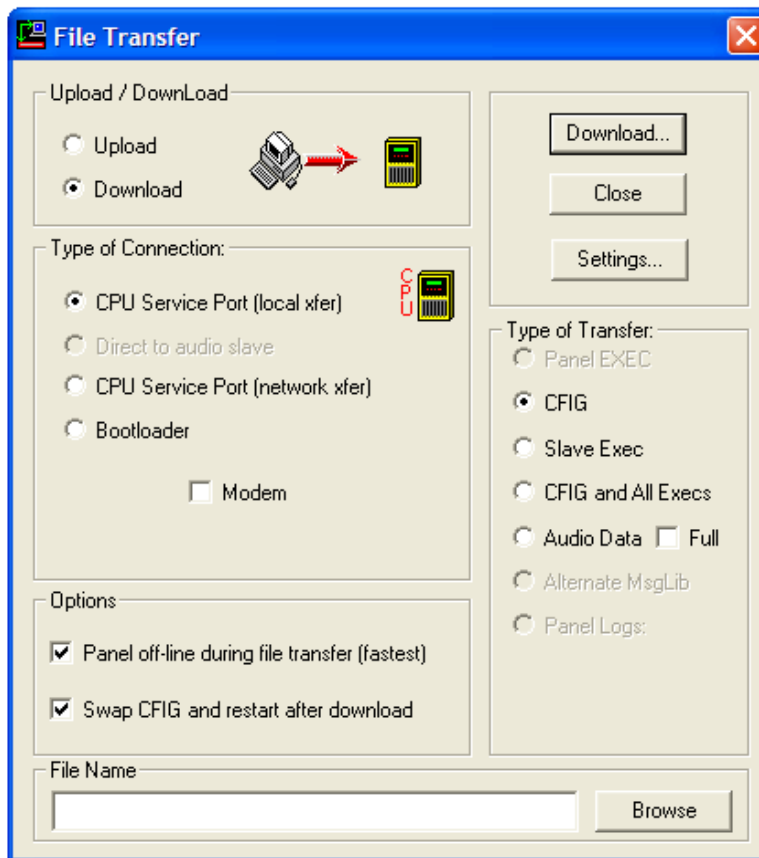 File Transfer
Upload / DownLoad
Upload
Download
Download...
Close
Settings...
Type of Connection:
CPU
CPU Service Port (local xfer)
Direct to audio slave
CPU Service Port (network xfer)
Bootloader
Modem
Type of Transfer:
Panel EXEC
CFIG
Slave Exec
CFIG and All Execs
Audio Data Full
Alternate MsgLib
Panel Logs:
Options
Panel off-line during file transfer (fastest)
Swap CFIG and restart after download
File Name
Browse